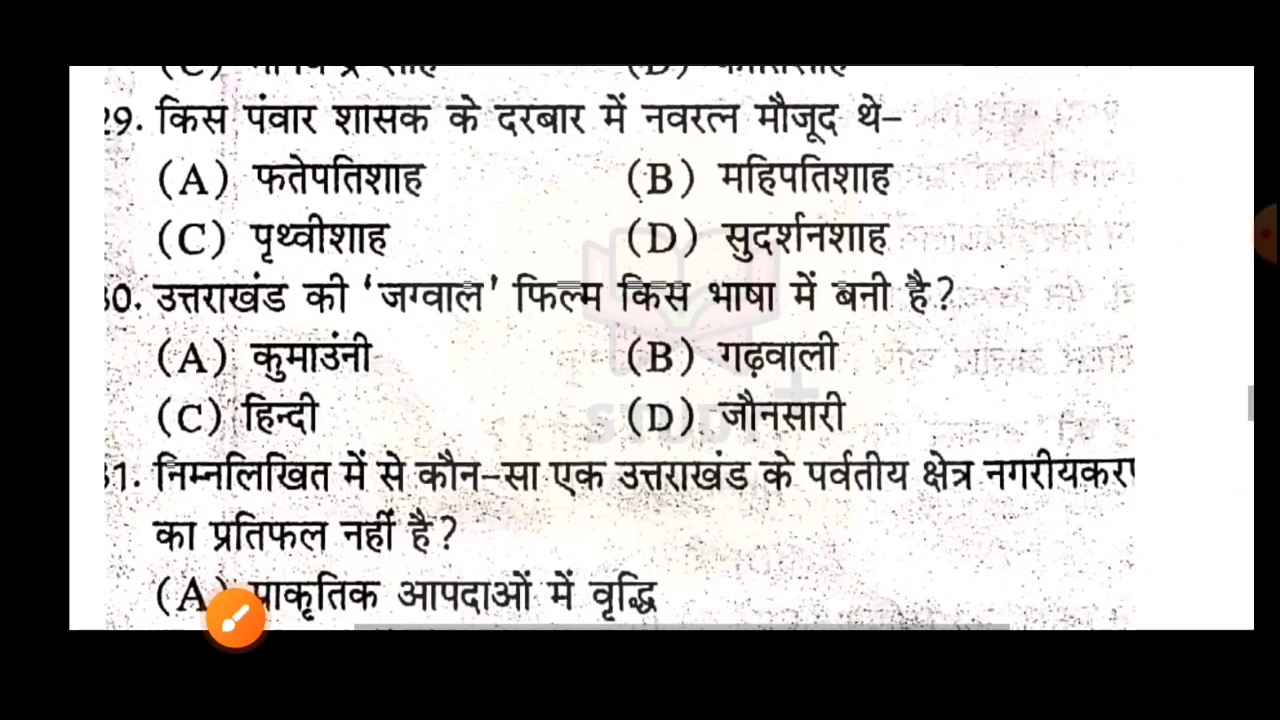 29. किस पंवार शासक के दरबार में नवरत्न मौजूद थे–
(A) फतेपतिशाह (B) महिपतिशाह
(C) पृथ्वीशाह (D) सुदर्शनशाह
30. उत्तराखंड की 'जग्वाल' फिल्म किस भाषा में बनी है?
(A) कुमाउंनी (B) गढ़वाली
(C) हिन्दी (D) जौनसारी
31. निम्नलिखित में से कौन-सा एक उत्तराखंड के पर्वतीय क्षेत्र नगरीयकरण
का प्रतिफल नहीं है?
(A) प्राकृतिक आपदाओं में वृद्धि
STUDY